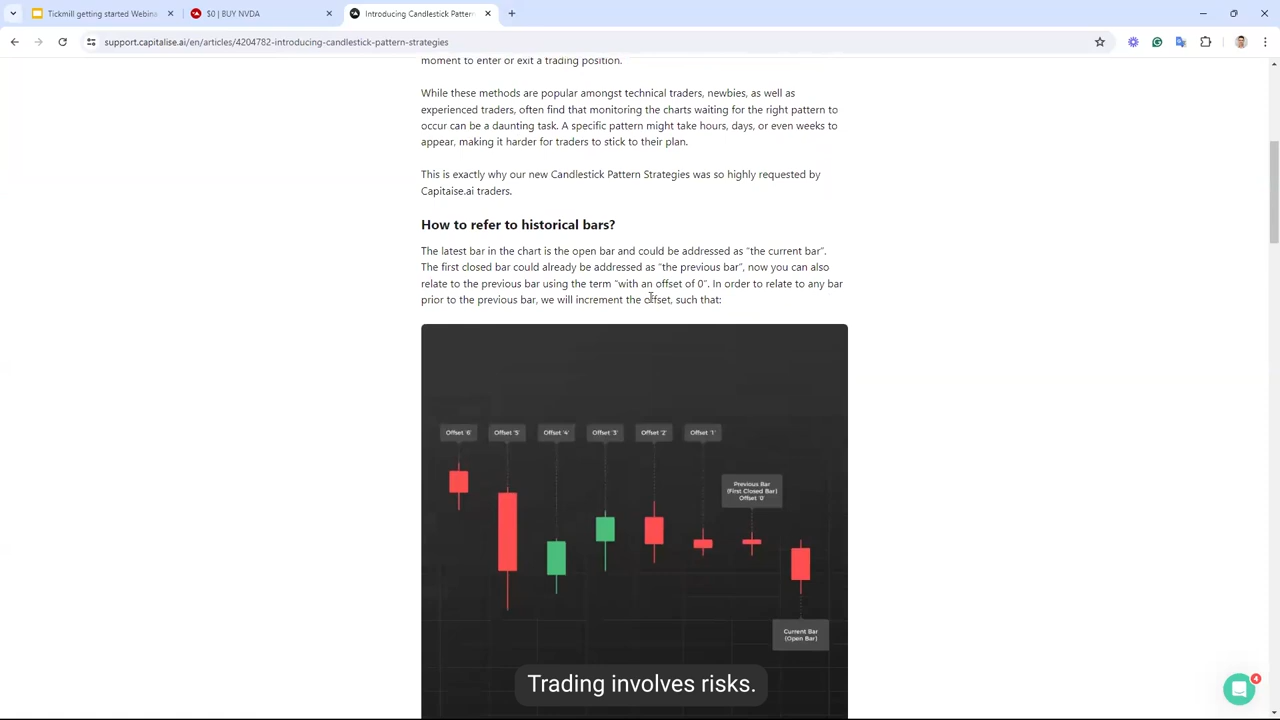 Tickmill getting started Webina
$0 | BUY NVDA
Introducing Candlestick Pattern
support.capitalise.ai/en/articles/4204782-introducing-candlestick-pattern-strategies
moment to enter or exit a trading position.
While these methods are popular amongst technical traders, newbies, as well as
experienced traders, often find that monitoring the charts waiting for the right pattern to
occur can be a daunting task. A specific pattern might take hours, days, or even weeks to
appear, making it harder for traders to stick to their plan.
This is exactly why our new Candlestick Pattern Strategies was so highly requested by
Capitaise.ai traders.
How to refer to historical bars?
The latest bar in the chart is the open bar and could be addressed as “the current bar”.
The first closed bar could already be addressed as “the previous bar”, now you can also
relate to the previous bar using the term “with an offset of 0”. In order to relate to any bar
prior to the previous bar, we will increment the offset, such that:
Offset '6' Offset '5' Offset '4' Offset '3' Offset '2' Offset '1'
Previous Bar
(First Closed Bar)
Offset '0'
Current Bar
(Open Bar)
Trading involves risks.
4